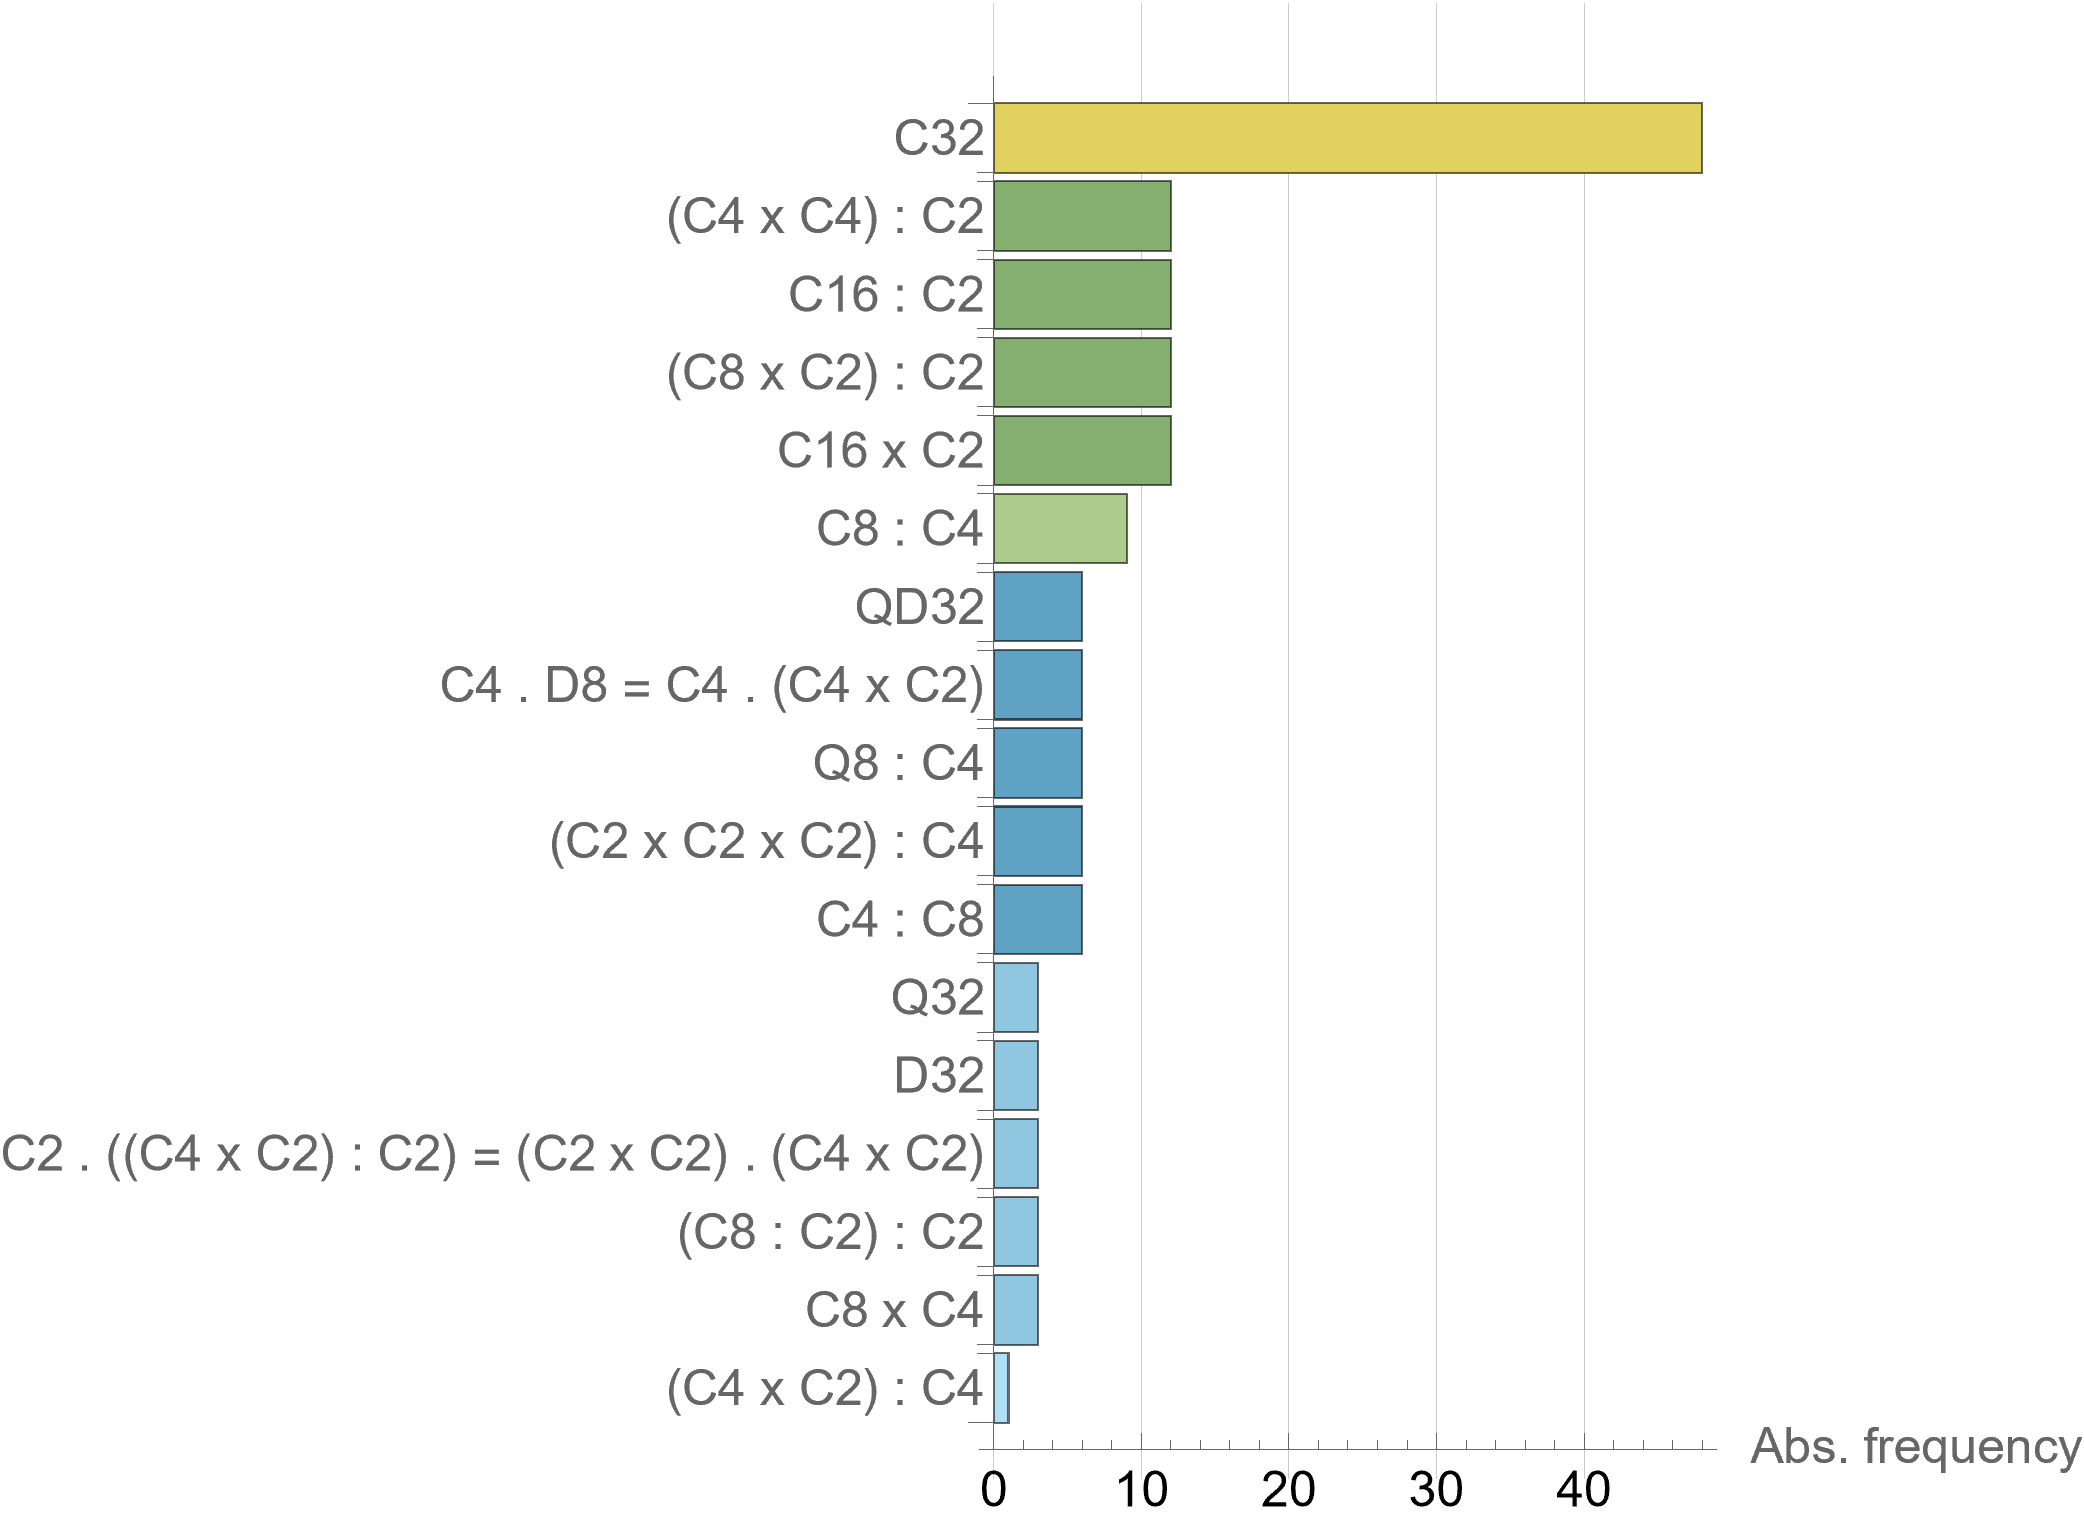 C32
(C4 x C4) : C2
C16 : C2
(C8 x C2) : C2
C16 x C2
C8 : C4
QD32
C4 . D8 = C4 . (C4 x C2)
Q8 : C4
(C2 x C2 x C2) : C4
C4 : C8
Q32
D32
C2 . ((C4 x C2) : C2) = (C2 x C2) . (C4 x C2)
(C8 : C2) : C2
C8 x C4
(C4 x C2) : C4
Abs. frequency
0 10 20 30 40